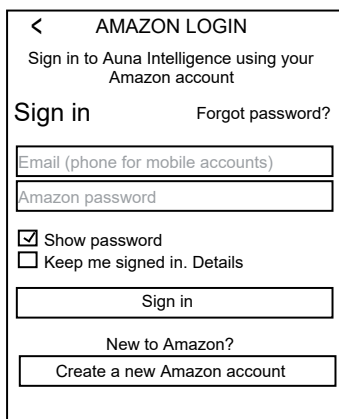 AMAZON LOGIN
Sign in to Auna Intelligence using your
Amazon account
Sign in Forgot password?
Email (phone for mobile accounts)
Amazon password
Show password
Keep me signed in. Details
Sign in
New to Amazon?
Create a new Amazon account